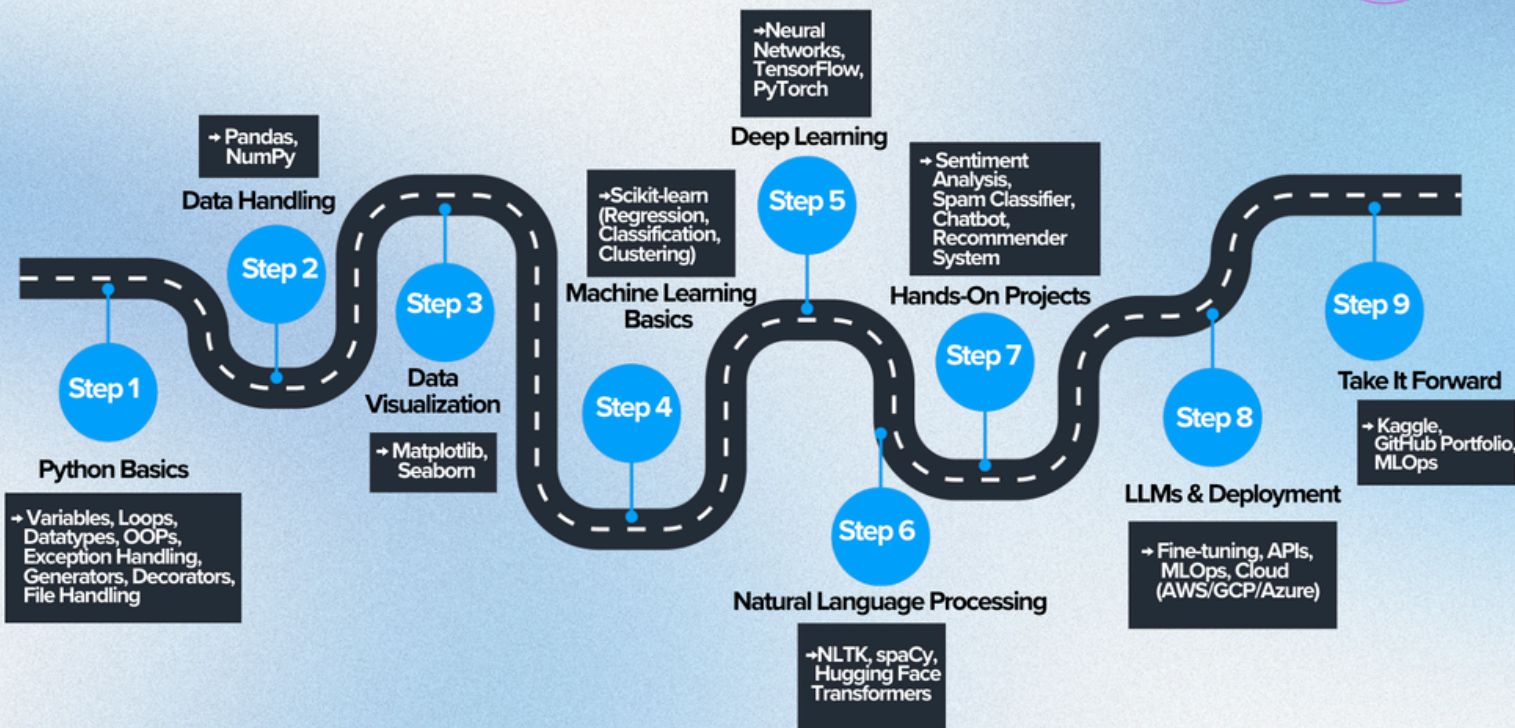 Step 1
Python Basics
→ Variables, Loops,
Datatypes, OOPs,
Exception Handling,
Generators, Decorators,
File Handling
→ Pandas,
NumPy
Data Handling
Step 2
Step 3
Data
Visualization
→ Matplotlib,
Seaborn
→Scikit-learn
(Regression,
Classification,
Clustering)
Machine Learning
Basics
Step 4
→Neural
Networks,
TensorFlow,
PyTorch
Deep Learning
Step 5
Step 6
Natural Language Processing
→NLTK, spaCy,
Hugging Face
Transformers
→ Sentiment
Analysis,
Spam Classifier,
Chatbot,
Recommender
System
Hands-On Projects
Step 7
Step 8
LLMs & Deployment
→ Fine-tuning, APIs,
MLOps, Cloud
(AWS/GCP/Azure)
Step 9
Take It Forward
→ Kaggle,
GitHub Portfolio,
MLOps